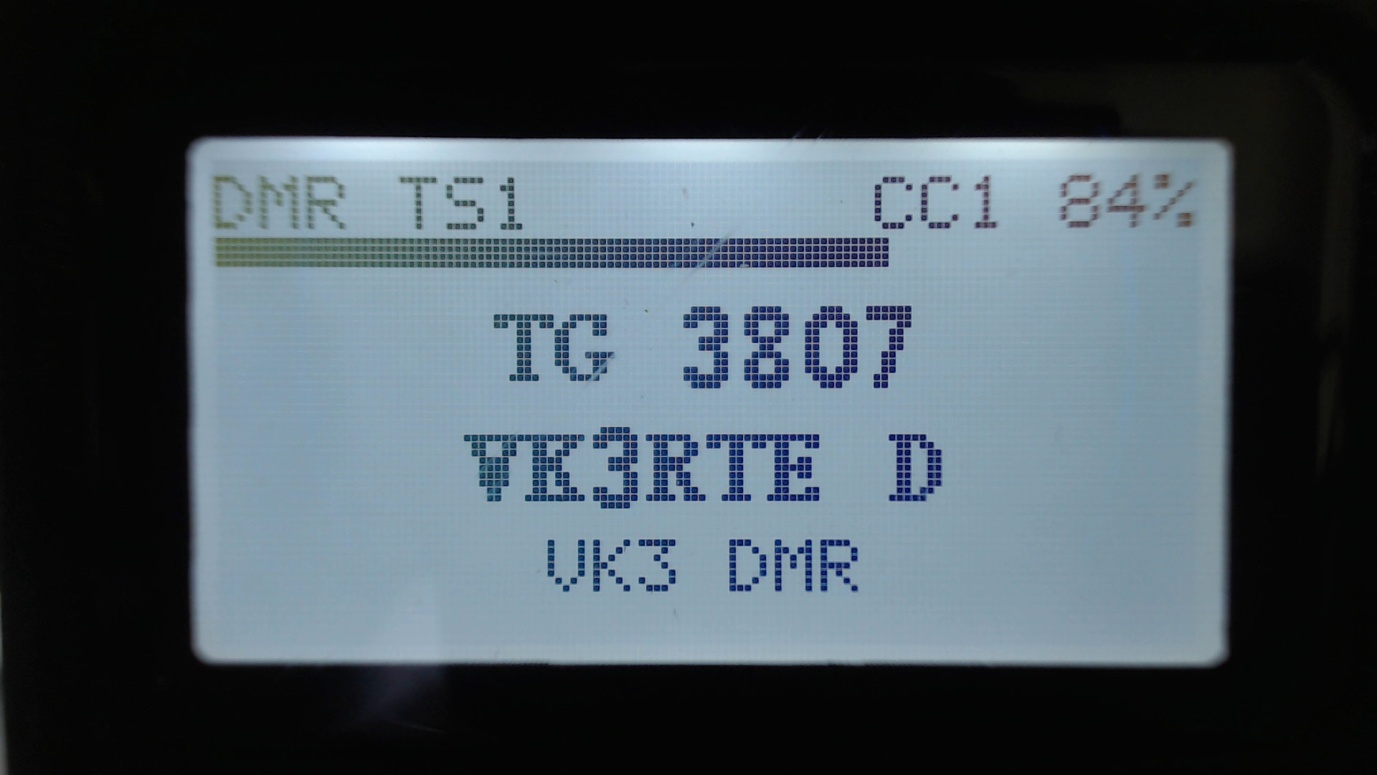 DMR TS1 CC1 84%
TG 3807
VK3RTE D
VK3 DMR